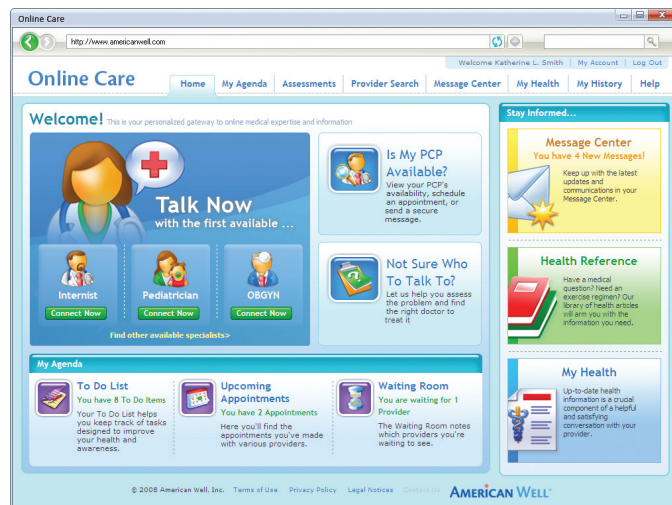 Online Care
http://www.americanwell.com
Welcome Katherine L. Smith | My Account | Log Out
Online Care
Home My Agenda Assessments Provider Search Message Center My Health My History Help
Welcome! This is your personalized gateway to online medical expertise and information
Talk Now
with the first available ...
Internist
Connect Now
Pediatrician
Connect Now
OBGYN
Connect Now
Find other available specialists>
Is My PCP
Available?
View your PCP's
availability, schedule
an appointment, or
send a secure
message.
Not Sure Who
To Talk To?
Let us help you assess
the problem and find
the right doctor to
treat it
My Agenda
To Do List
You have 8 To Do Items
Your To Do List helps
you keep track of tasks
designed to improve
your health and
awareness.
Upcoming
Appointments
You have 2 Appointments
Here you'll find the
appointments you've made
with various providers.
Waiting Room
You are waiting for 1
Provider
The Waiting Room notes
which providers you're
waiting to see.
Stay Informed...
Message Center
You have 4 New Messages!
Keep up with the latest
updates and
communications in your
Message Center.
Health Reference
Have a medical
question? Need an
exercise regimen? Our
library of health articles
will arm you with the
information you need.
My Health
Up-to-date health
information is a crucial
component of a helpful
and satisfying
conversation with your
provider.
© 2008 American Well, Inc. Terms of Use Privacy Policy Legal Notices Contact Us AMERICAN WELL™